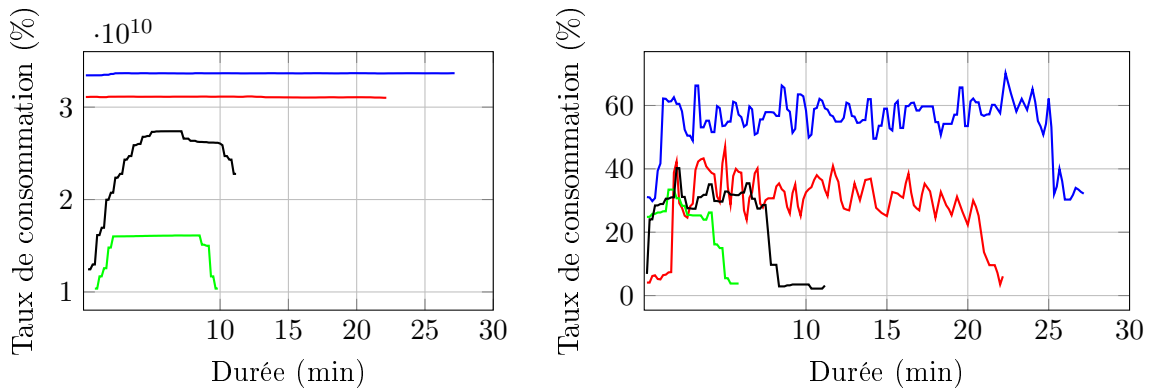 ·10^10
Taux de consommation (%)
3
2
1
10 15 20 25 30
Durée (min)
Taux de consommation (%)
60
40
20
0
10 15 20 25 30
Durée (min)